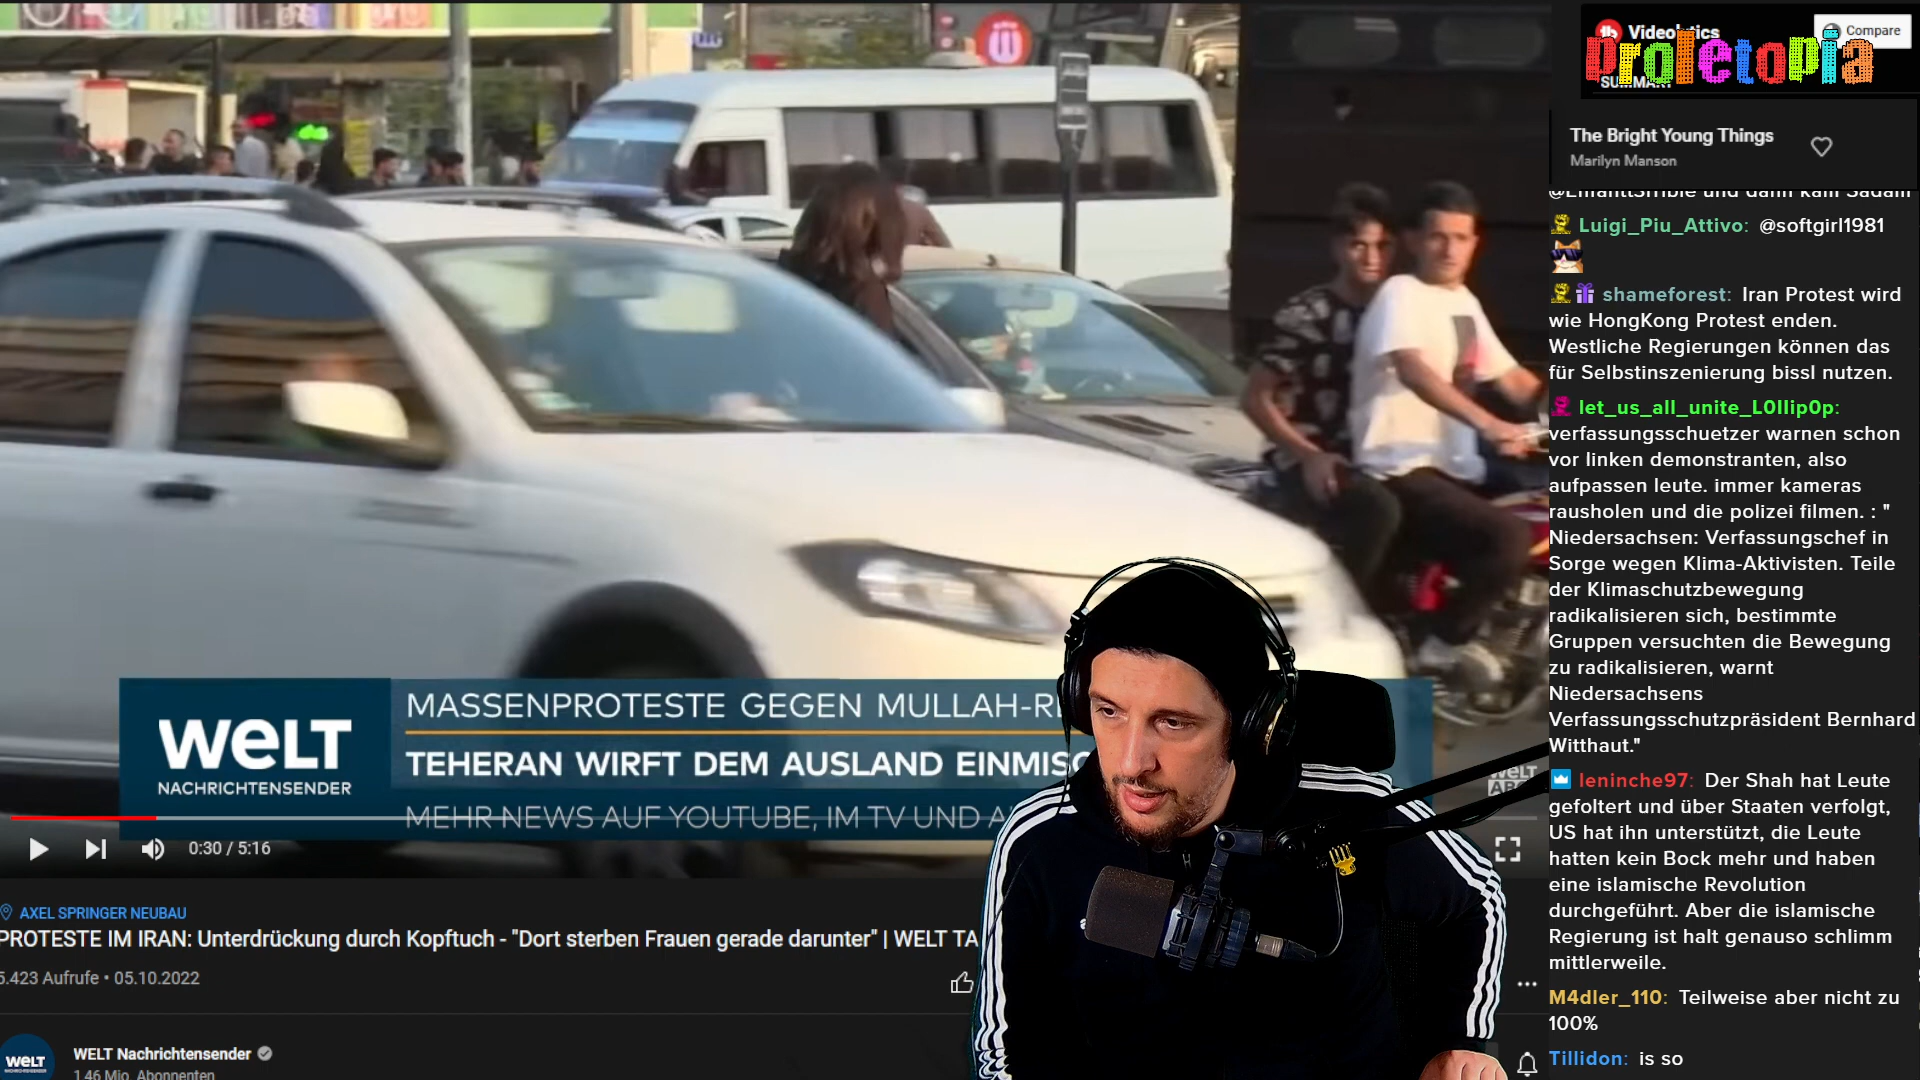 Videolytics
Compare
Proletopia
SUMMARY
The Bright Young Things
Marilyn Manson
Luigi_Piu_Attivo: @softgirl1981
shameforest: Iran Protest wird
wie HongKong Protest enden.
Westliche Regierungen können das
für Selbstinszenierung bissl nutzen.
let_us_all_unite_L0llip0p:
verfassungsschuetzer warnen schon
vor linken demonstranten, also
aufpassen leute. immer kameras
rausholen und die polizei filmen. : "
Niedersachsen: Verfassungschef in
Sorge wegen Klima-Aktivisten. Teile
der Klimaschutzbewegung
radikalisieren sich, bestimmte
Gruppen versuchten die Bewegung
zu radikalisieren, warnt
Niedersachsens
Verfassungsschutzpräsident Bernhard
Witthaut."
leninche97: Der Shah hat Leute
gefoltert und über Staaten verfolgt,
US hat ihn unterstützt, die Leute
hatten kein Bock mehr und haben
eine islamische Revolution
durchgeführt. Aber die islamische
Regierung ist halt genauso schlimm
mittlerweile.
M4dler_110: Teilweise aber nicht zu
100%
Tillidon: is so
MASSENPROTESTE GEGEN MULLAH-RE
WELT
NACHRICHTENSENDER
TEHERAN WIRFT DEM AUSLAND EINMISC
MEHR NEWS AUF YOUTUBE, IM TV UND A
0:30 / 5:16
AXEL SPRINGER NEUBAU
PROTESTE IM IRAN: Unterdrückung durch Kopftuch - "Dort sterben Frauen gerade darunter" | WELT TA
5.423 Aufrufe • 05.10.2022
WELT
WELT Nachrichtensender
1,46 Mio. Abonnenten